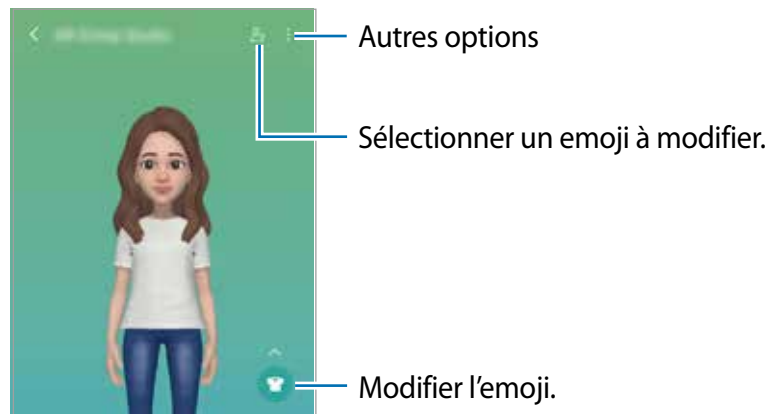 Autres options
Sélectionner un emoji à modifier.
Modifier l'emoji.